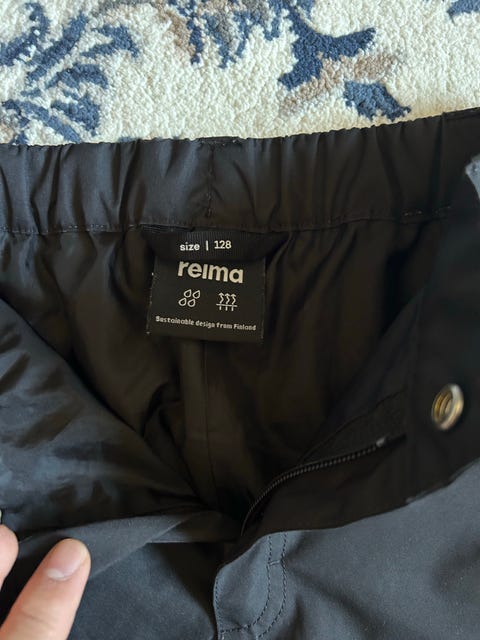 size | 128
reima
Sustainable design from Finland